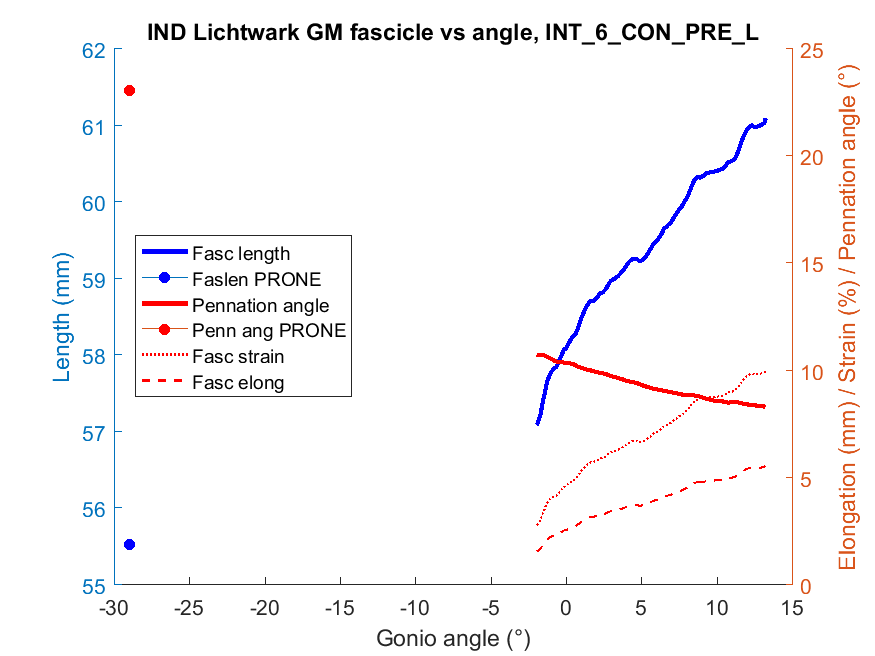 IND Lichtwark GM fascicle vs angle, INT_6_CON_PRE_L
62
61
60
59
58
57
56
55
Length (mm)
25
20
15
10
5
0
Elongation (mm) / Strain (%) / Pennation angle (°)
Fasc length
Faslen PRONE
Pennation angle
Penn ang PRONE
Fasc strain
Fasc elong
-30 -25 -20 -15 -10 -5 0 5 10 15
Gonio angle (°)